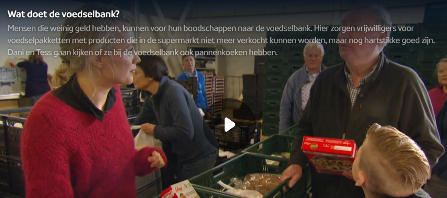 Wat doet de voedselbank?
Mensen die weinig geld hebben, kunnen voor hun boodschappen naar de voedselbank. Hier zorgen vrijwilligers voor
voedselpakketten met producten die in de supermarkt niet meer verkocht kunnen worden, maar nog hartstikke goed zijn.
Dani en Tess gaan kijken of ze bij de voedselbank ook pannenkoeken hebben.